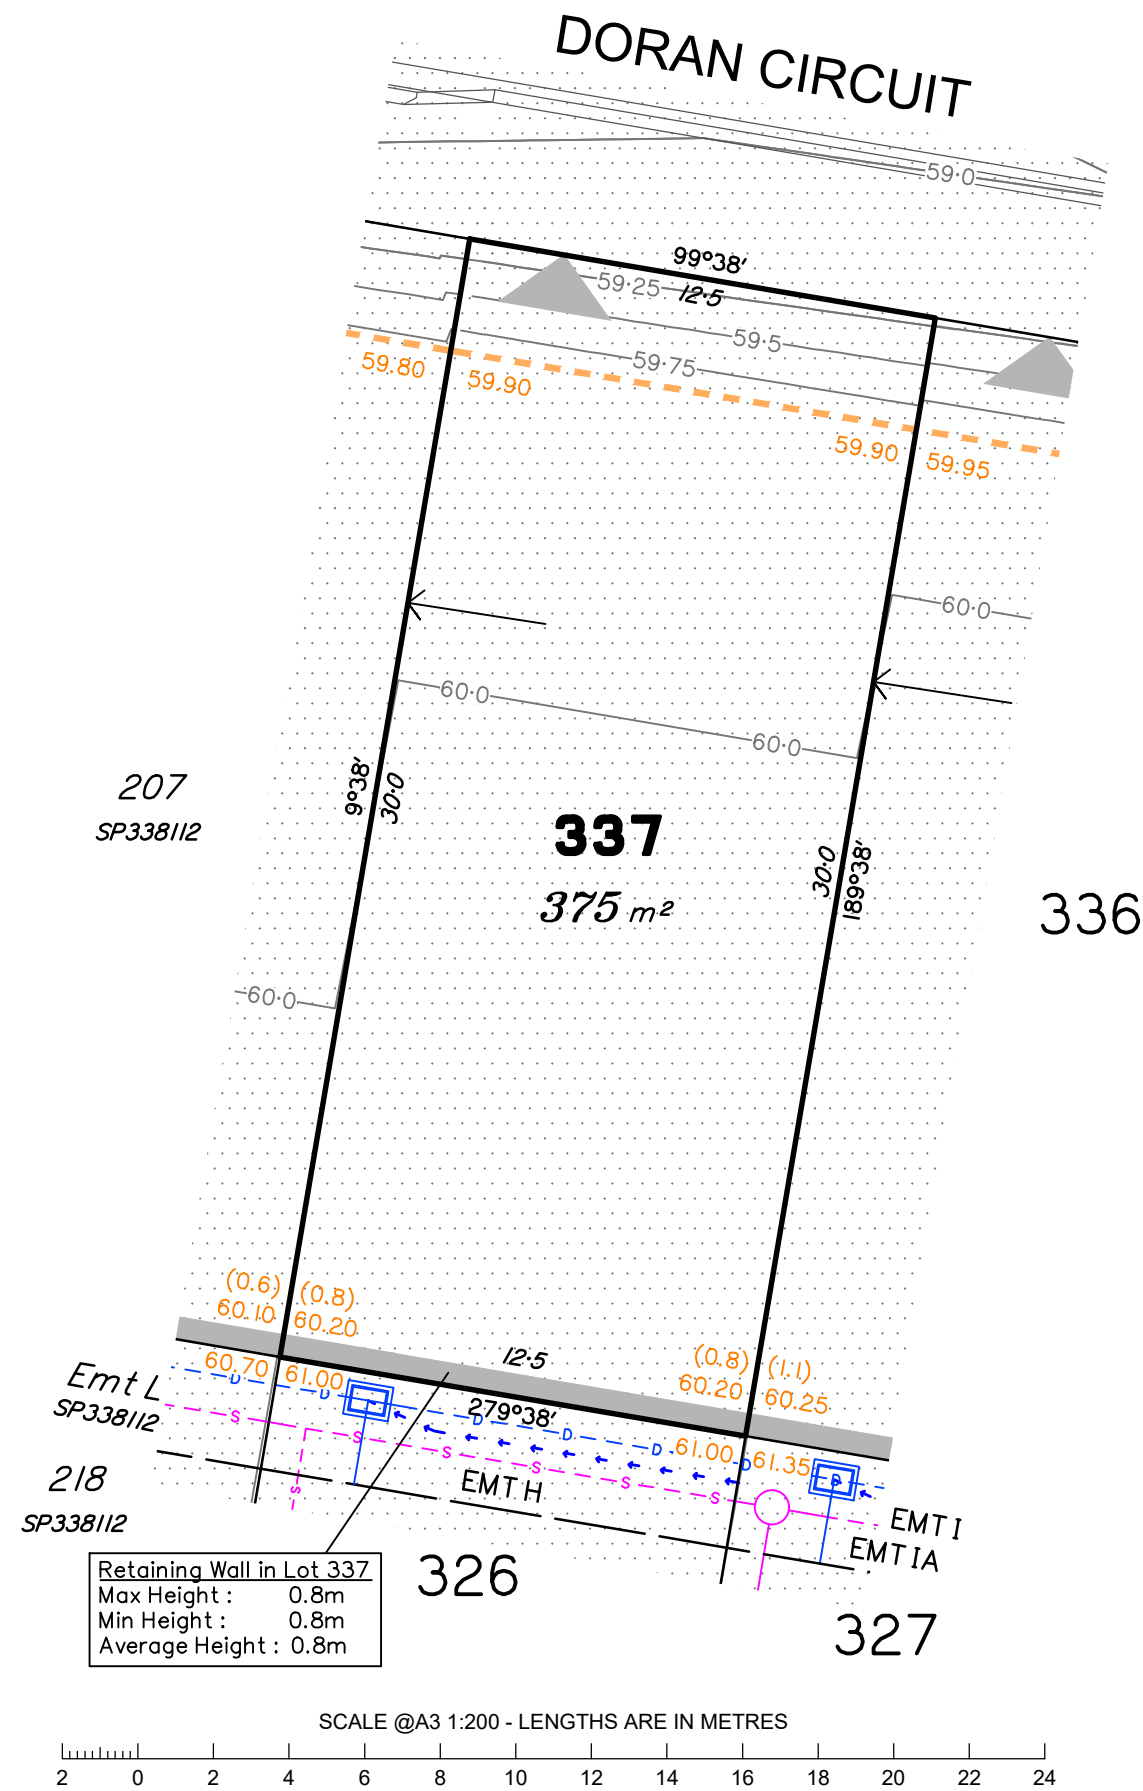 DORAN CIRCUIT
59·0
99°38'
59·25
12·5
59·5
59·75
59.80
59.90
59.90
59.95
60·0
60·0
60·0
207
SP338112
9°38'
30·0
337
375 m²
30·0
189°38'
336
60·0
(0.6)
(0.8)
60.10
60.20
12·5
(0.8)
(1.1)
60.20
60.25
60.70
61.00
Emt L
SP338112
D
D
D
D
D
D
279°38'
61.00
61.35
S
S
S
S
S
S
S
218
SP338112
EMT H
EMT I
EMT IA
Retaining Wall in Lot 337
Max Height : 0.8m
Min Height : 0.8m
Average Height : 0.8m
326
327
SCALE @A3 1:200 - LENGTHS ARE IN METRES
2 0 2 4 6 8 10 12 14 16 18 20 22 24